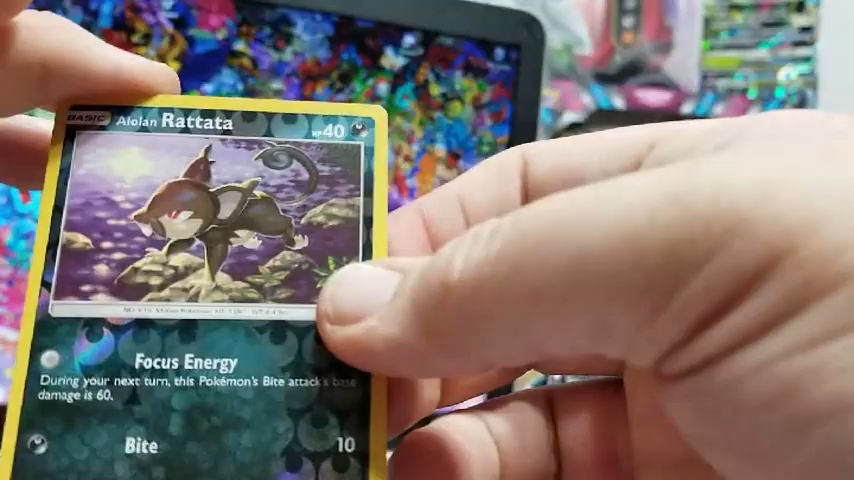 BASIC Alolan Rattata HP 40
Focus Energy
During your next turn, this Pokémon's Bite attack's base
damage is 60.
Bite 10